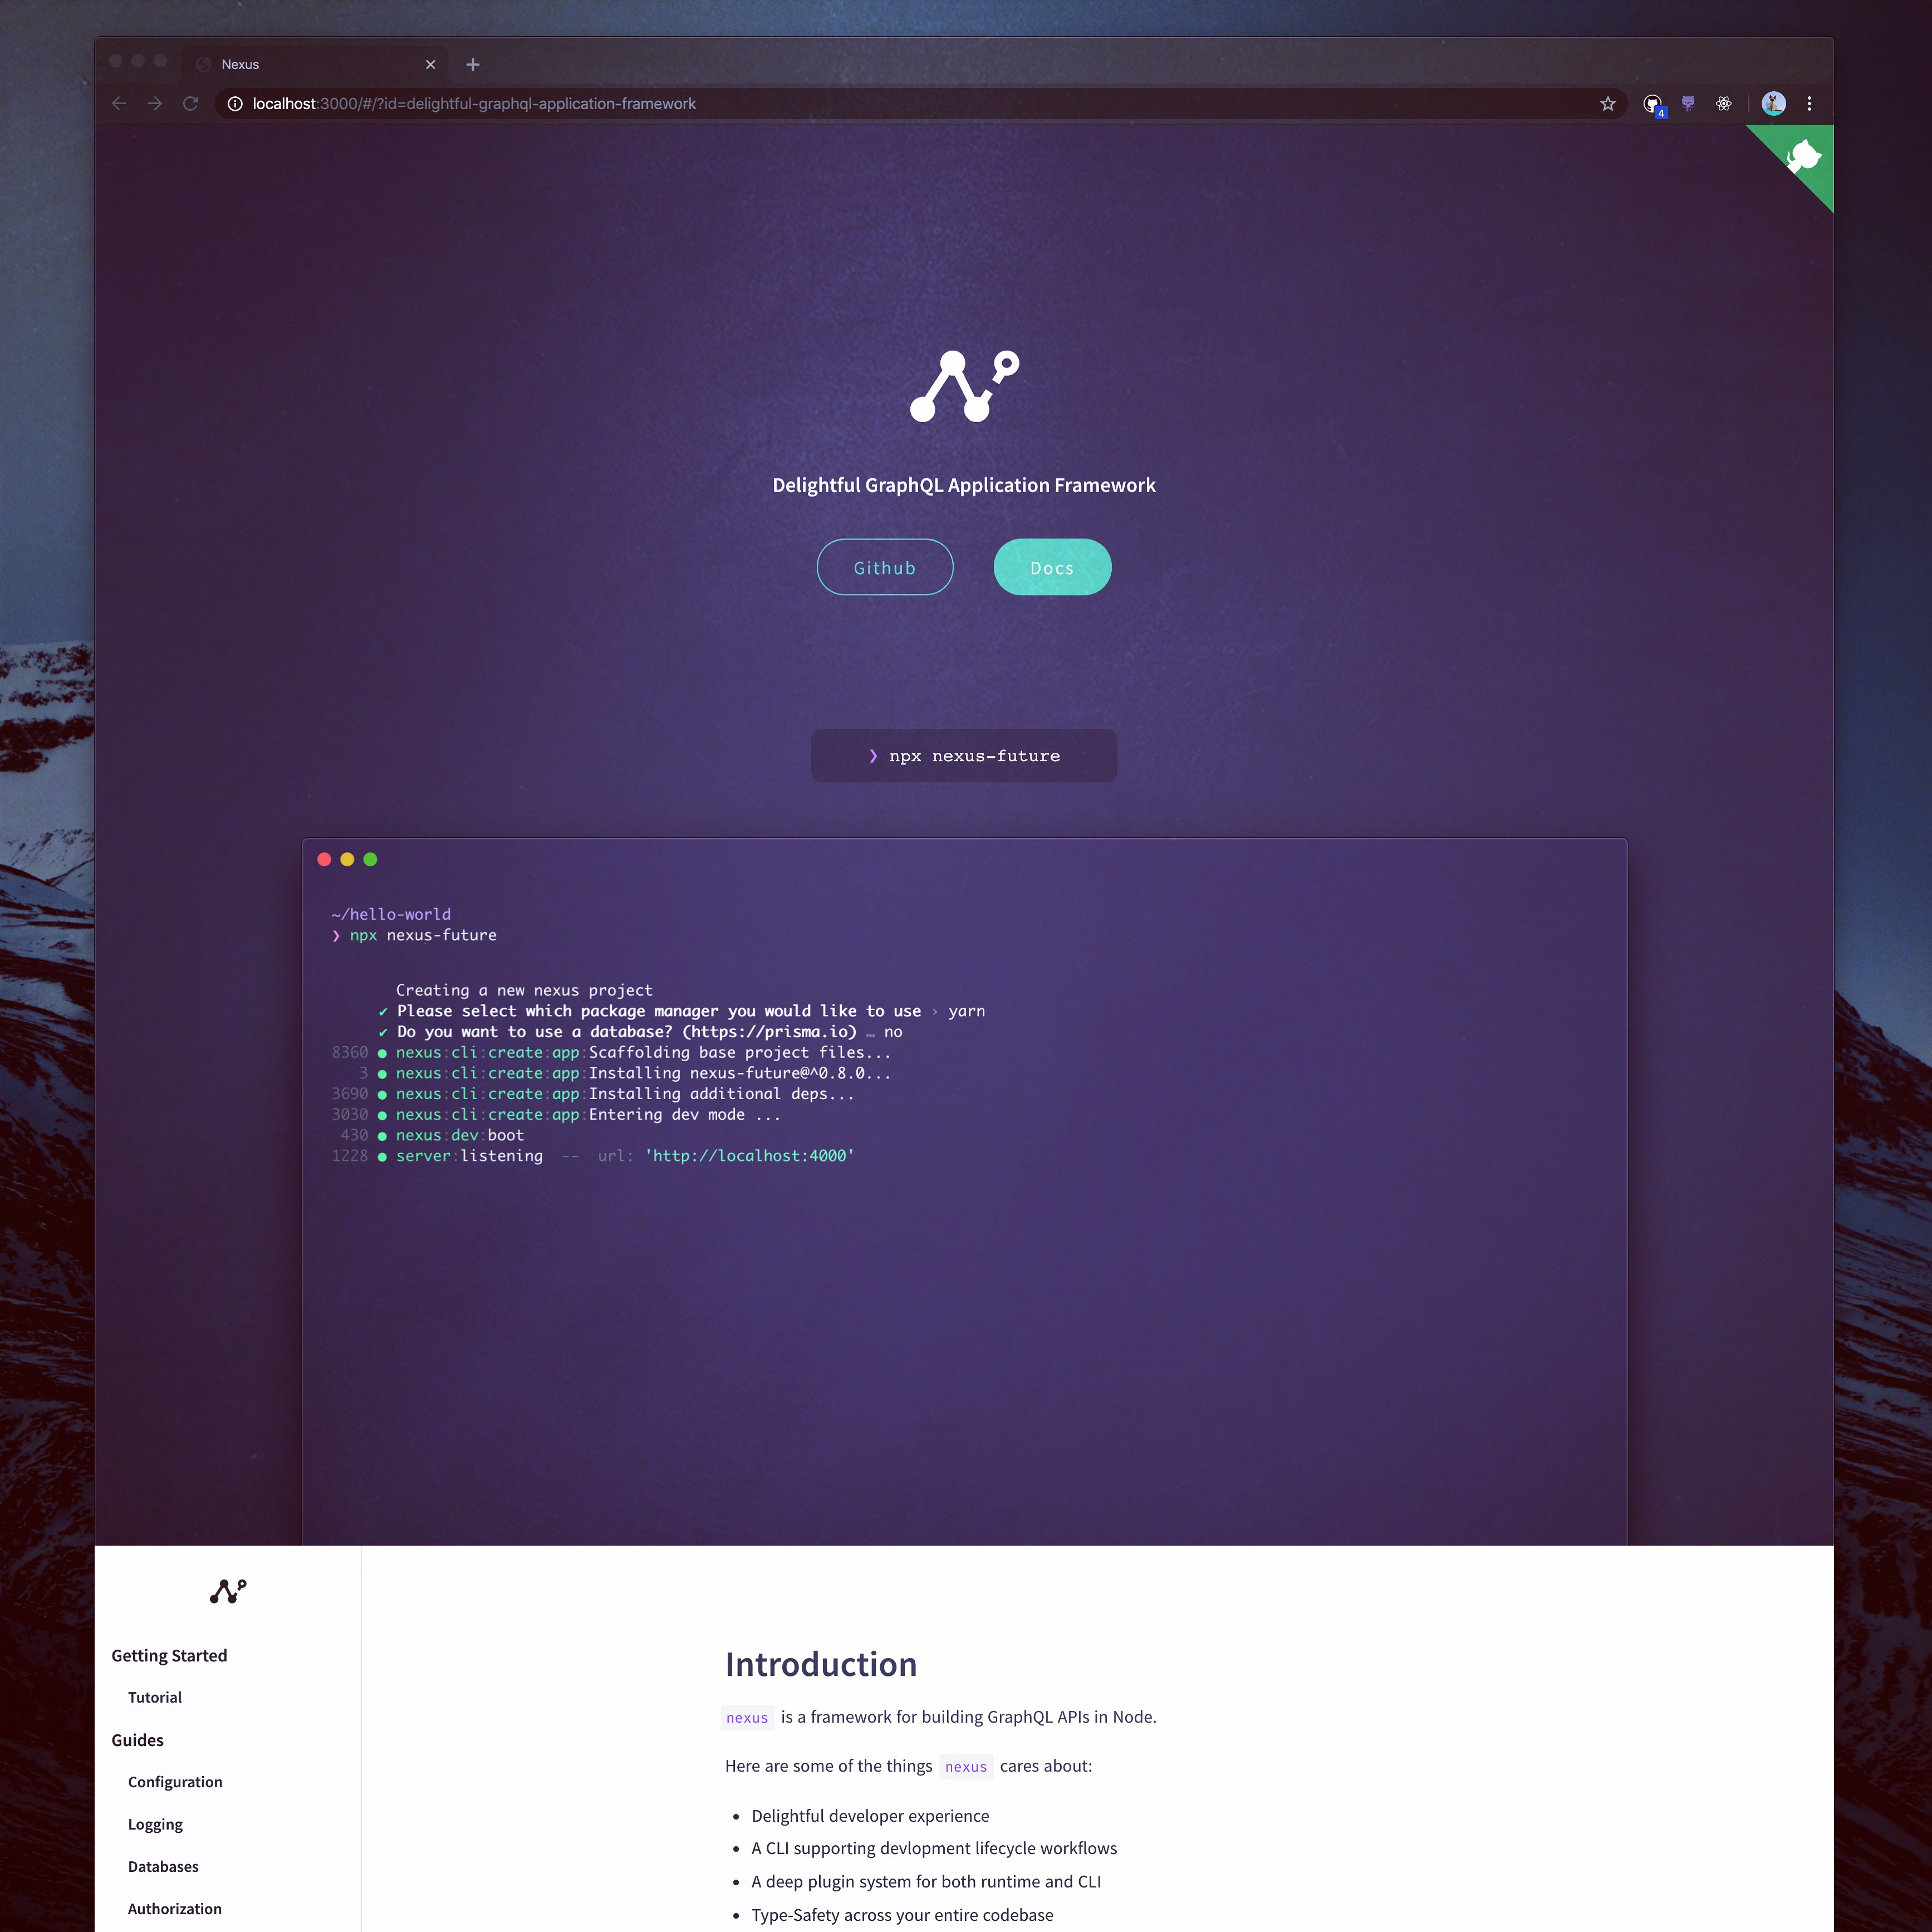 Nexus
localhost:3000/#/?id=delightful-graphql-application-framework
4
Delightful GraphQL Application Framework
Github
Docs
❯ npx nexus-future
~/hello-world
❯ npx nexus-future
Creating a new nexus project
✔ Please select which package manager you would like to use › yarn
✔ Do you want to use a database? (https://prisma.io) … no
8360 ● nexus:cli:create:app:Scaffolding base project files...
3 ● nexus:cli:create:app:Installing nexus-future@^0.8.0...
3690 ● nexus:cli:create:app:Installing additional deps...
3030 ● nexus:cli:create:app:Entering dev mode ...
430 ● nexus:dev:boot
1228 ● server:listening -- url: 'http://localhost:4000'
Getting Started
Tutorial
Guides
Configuration
Logging
Databases
Authorization
Introduction
nexus is a framework for building GraphQL APIs in Node.
Here are some of the things nexus cares about:
• Delightful developer experience
• A CLI supporting devlopment lifecycle workflows
• A deep plugin system for both runtime and CLI
• Type-Safety across your entire codebase